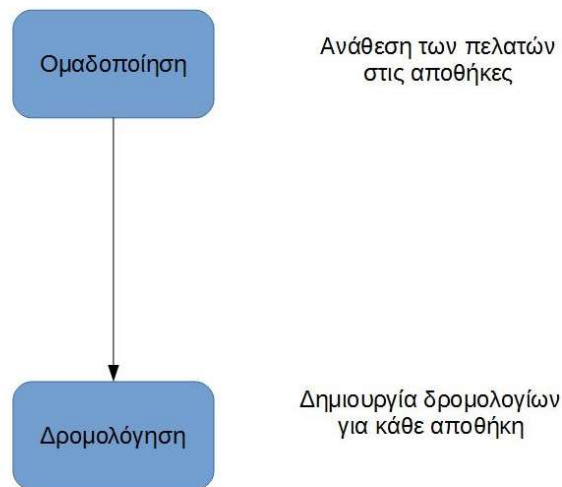 Ομαδοποίηση
Ανάθεση των πελατών
στις αποθήκες
Δρομολόγηση
Δημιουργία δρομολογίων
για κάθε αποθήκη